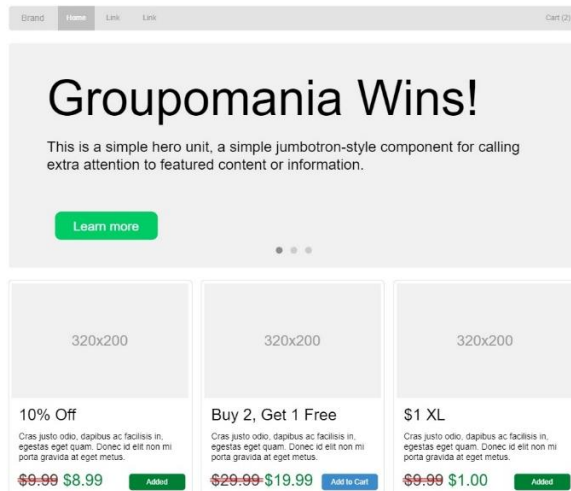 Brand Home Link Link Cart (2)
Groupomania Wins!
This is a simple hero unit, a simple jumbotron-style component for calling
extra attention to featured content or information.
Learn more
320x200
320x200
320x200
10% Off
Cras justo odio, dapibus ac facilisis in,
egestas eget quam. Donec id elit non mi
porta gravida at eget metus.
$9.99 $8.99 Added
Buy 2, Get 1 Free
Cras justo odio, dapibus ac facilisis in,
egestas eget quam. Donec id elit non mi
porta gravida at eget metus.
$29.99 $19.99 Add to Cart
$1 XL
Cras justo odio, dapibus ac facilisis in,
egestas eget quam. Donec id elit non mi
porta gravida at eget metus.
$9.99 $1.00 Added